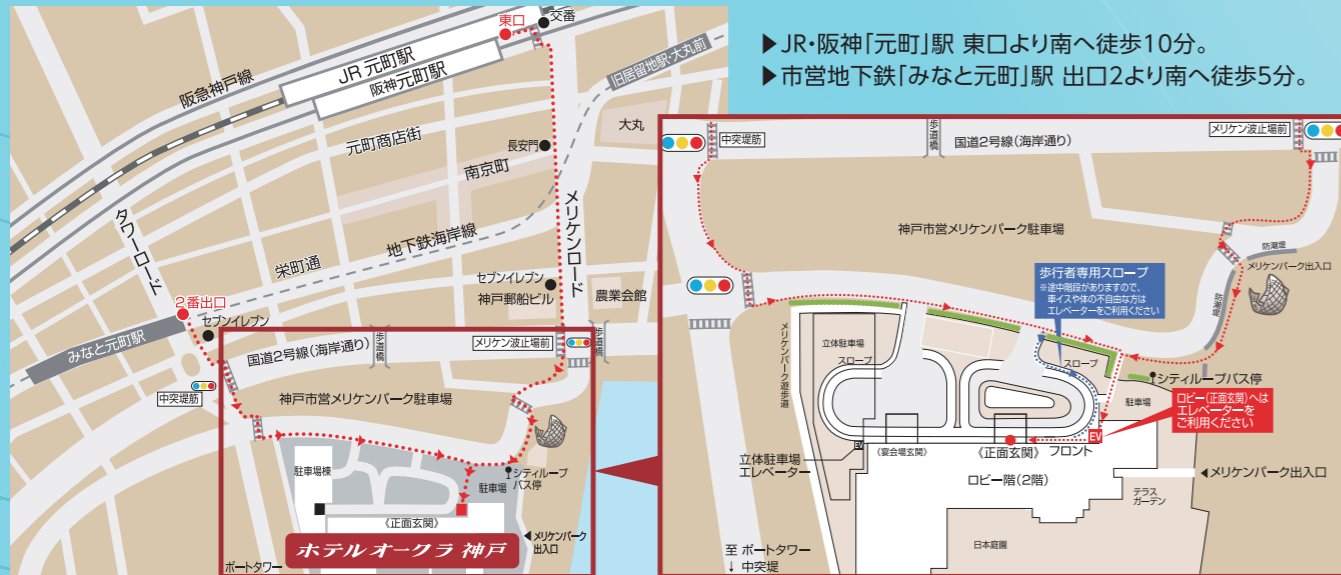 ▶JR・阪神「元町」駅 東口より南へ徒歩10分。
▶市営地下鉄「みなと元町」駅 出口2より南へ徒歩5分。
東口
交番
JR 元町駅
阪神元町駅
阪急神戸線
旧居留地駅・大丸前
大丸
元町商店街
長安門
南京町
メリケンロード
タワーロード
地下鉄海岸線
栄町通
セブンイレブン
神戸郵船ビル
農業会館
2番出口
セブンイレブン
みなと元町駅
国道2号線(海岸通り)
歩道橋
メリケン波止場前
歩道橋
中突堤筋
神戸市営メリケンパーク駐車場
シティループ
バス停
駐車場棟
駐車場
《正面玄関》
メリケンパーク
出入口
ホテルオークラ 神戸
ポートタワー
中突堤筋
歩道橋
国道2号線(海岸通り)
メリケン波止場前
神戸市営メリケンパーク駐車場
防潮堤
メリケンパーク出入口
防潮堤
歩行者専用スロープ
※途中階段がありますので、
車イスや体の不自由な方は
エレベーターをご利用ください
メリケンパーク遊歩道
立体駐車場
スロープ
スロープ
シティループバス停
駐車場
ロビー(正面玄関)へは
エレベーターを
ご利用ください
EV
EV
立体駐車場
エレベーター
《宴会場玄関》
《正面玄関》
フロント
ロビー階(2階)
メリケンパーク出入口
テラス
ガーデン
日本庭園
至 ポートタワー
↓ 中突堤